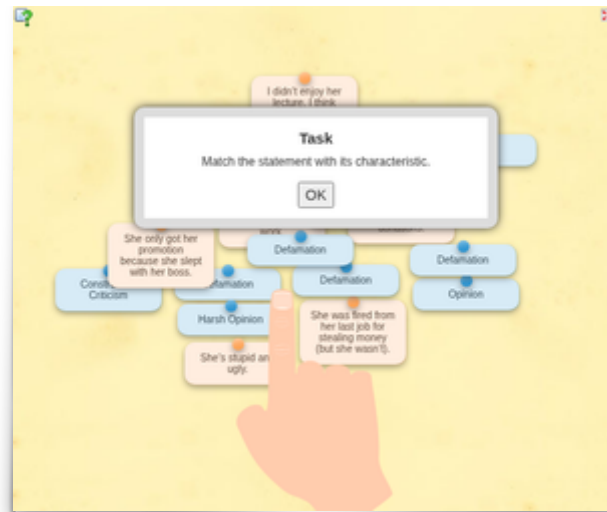 I didn't enjoy her
lecture. I think
Task
Match the statement with its characteristic.
OK
work
She only got her
promotion
because she slept
with her boss.
Defamation
Defamation
Criticism
Defamation
Opinion
Harsh Opinion
She was fired from
her last job for
stealing money
(but she wasn't).
She's stupid an
ugly.